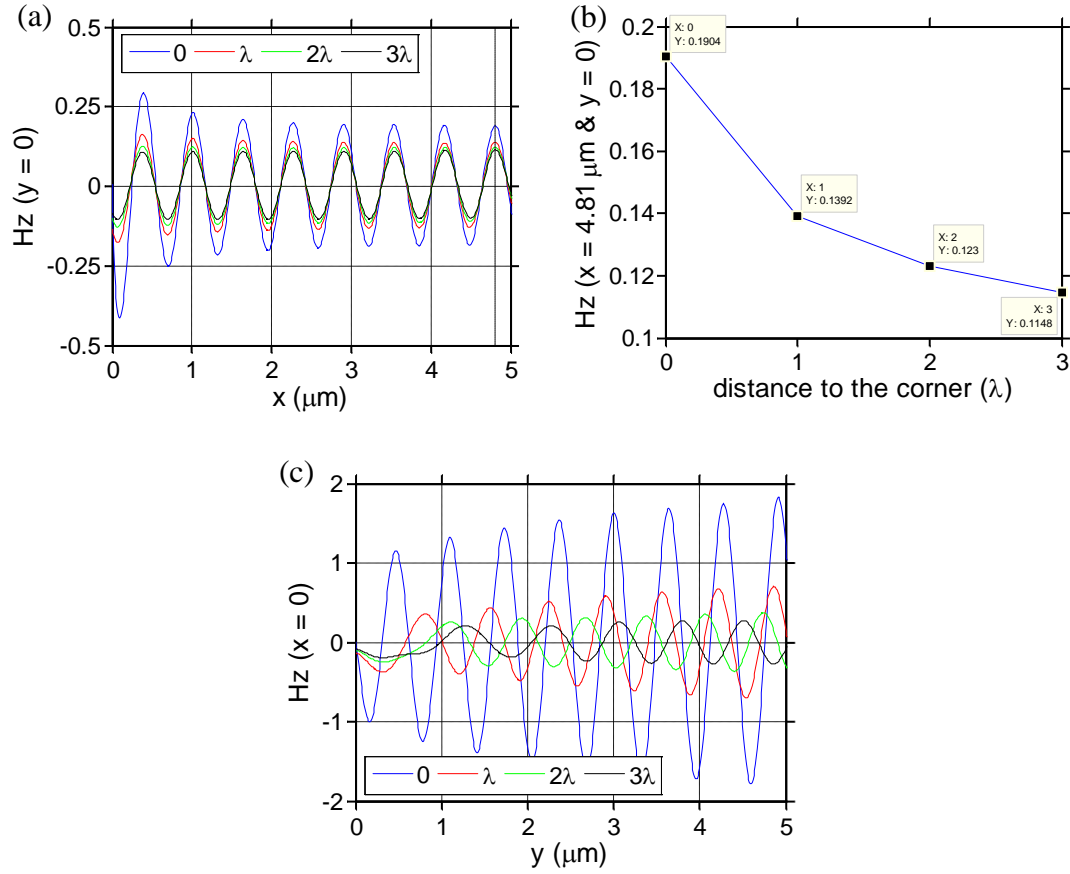 (a)
0 λ 2λ 3λ
0.5
0.25
0
-0.25
-0.5
Hz (y = 0)
0 1 2 3 4 5
x (μm)
(b)
X: 0
Y: 0.1904
X: 1
Y: 0.1392
X: 2
Y: 0.123
X: 3
Y: 0.1148
0.2
0.18
0.16
0.14
0.12
0.1
Hz (x = 4.81 μm & y = 0)
0 1 2 3
distance to the corner (λ)
(c)
2
1
0
-1
-2
Hz (x = 0)
0 λ 2λ 3λ
0 1 2 3 4 5
y (μm)